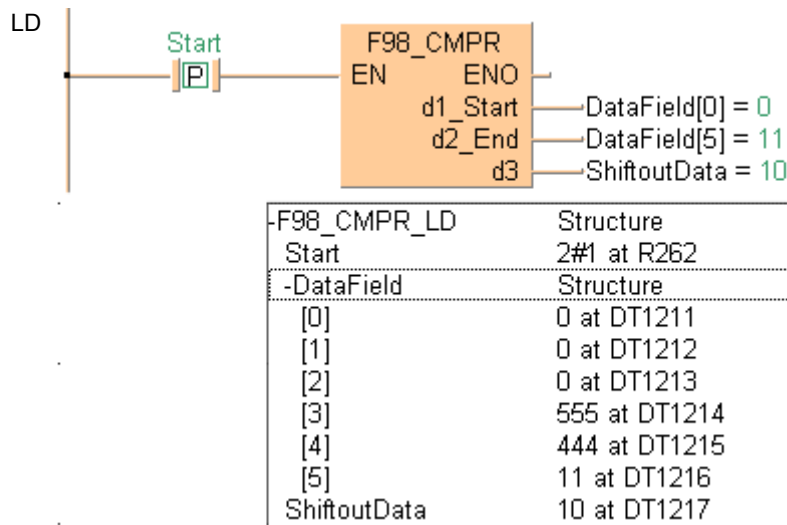 LD
Start
P
F98_CMPR
EN ENO
d1_Start DataField[0] = 0
d2_End DataField[5] = 11
d3 ShiftoutData = 10
-F98_CMPR_LD Structure
Start 2#1 at R262
-DataField Structure
[0] 0 at DT1211
[1] 0 at DT1212
[2] 0 at DT1213
[3] 555 at DT1214
[4] 444 at DT1215
[5] 11 at DT1216
ShiftoutData 10 at DT1217